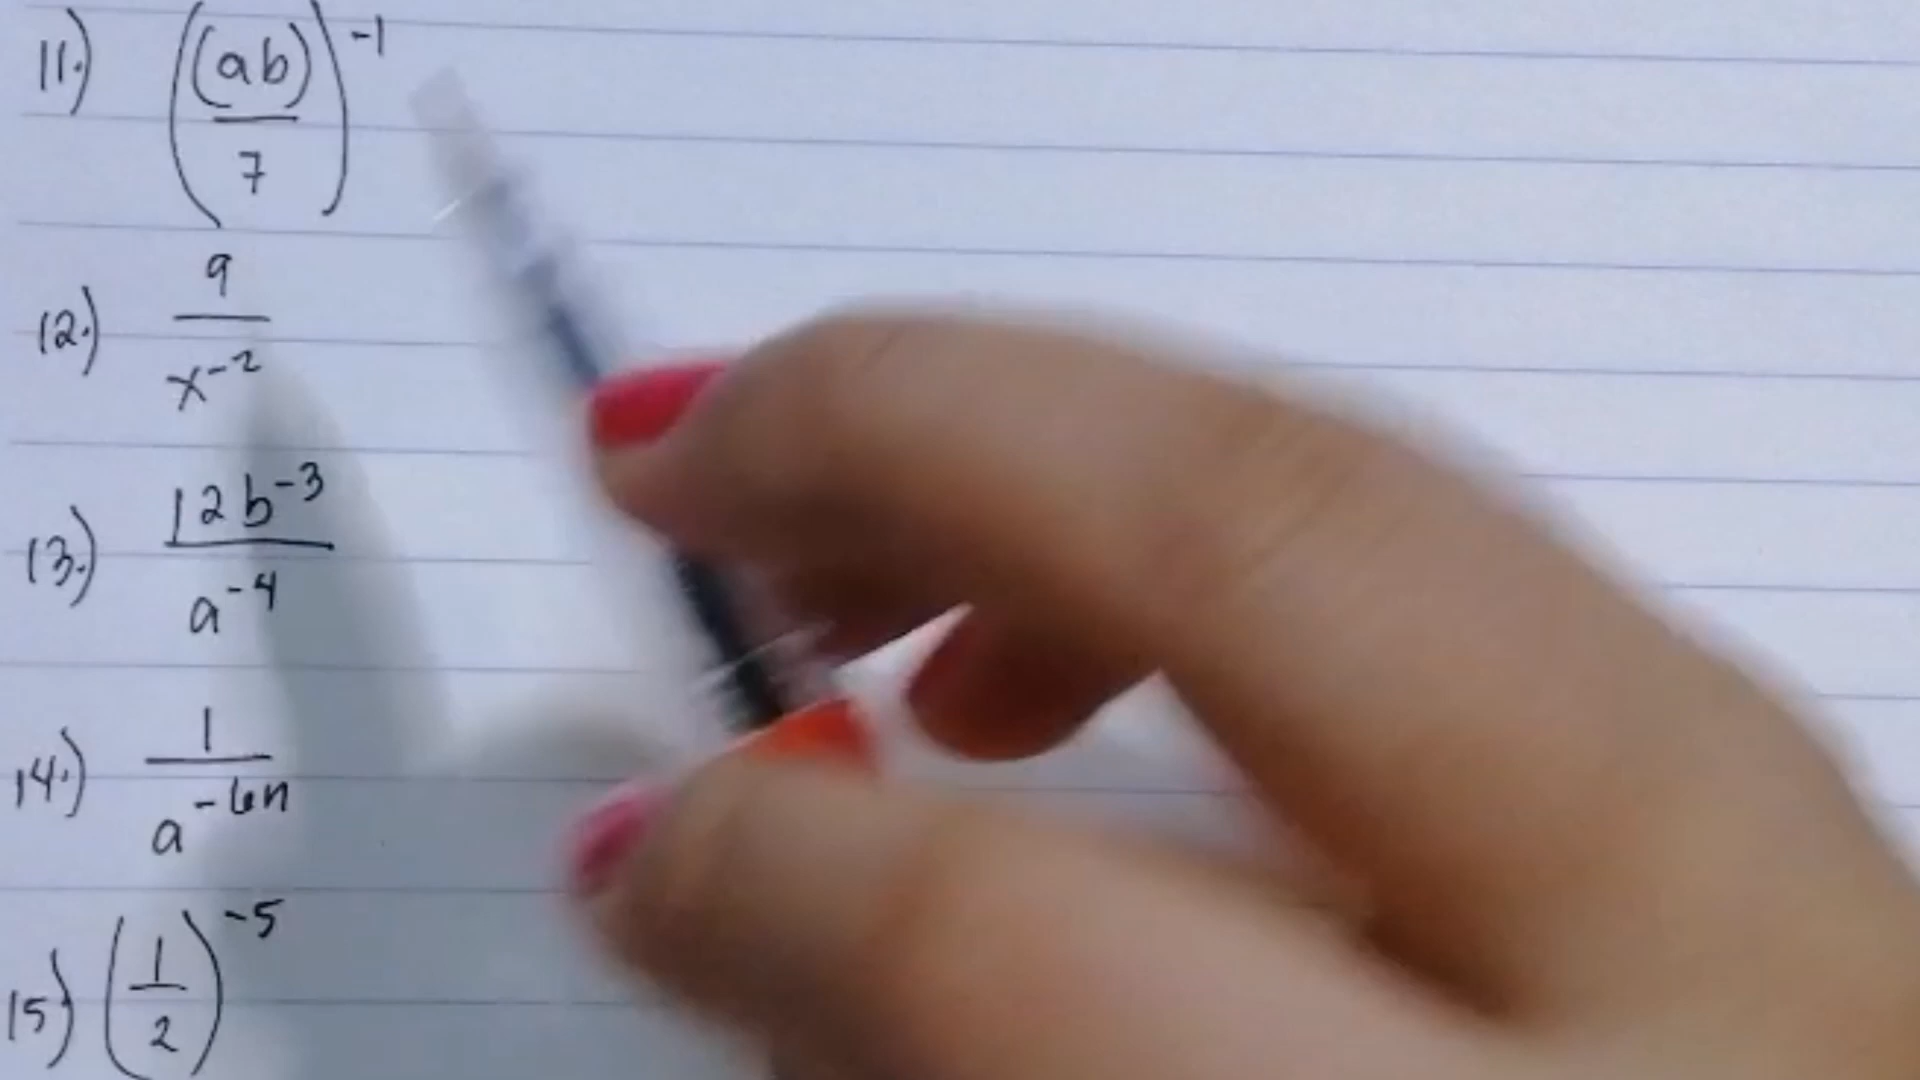 11.) ((ab)/7)^-1
12.) 9/x^-2
13.) 12b^-3/a^-4
14.) 1/a^-6n
15) (1/2)^-5